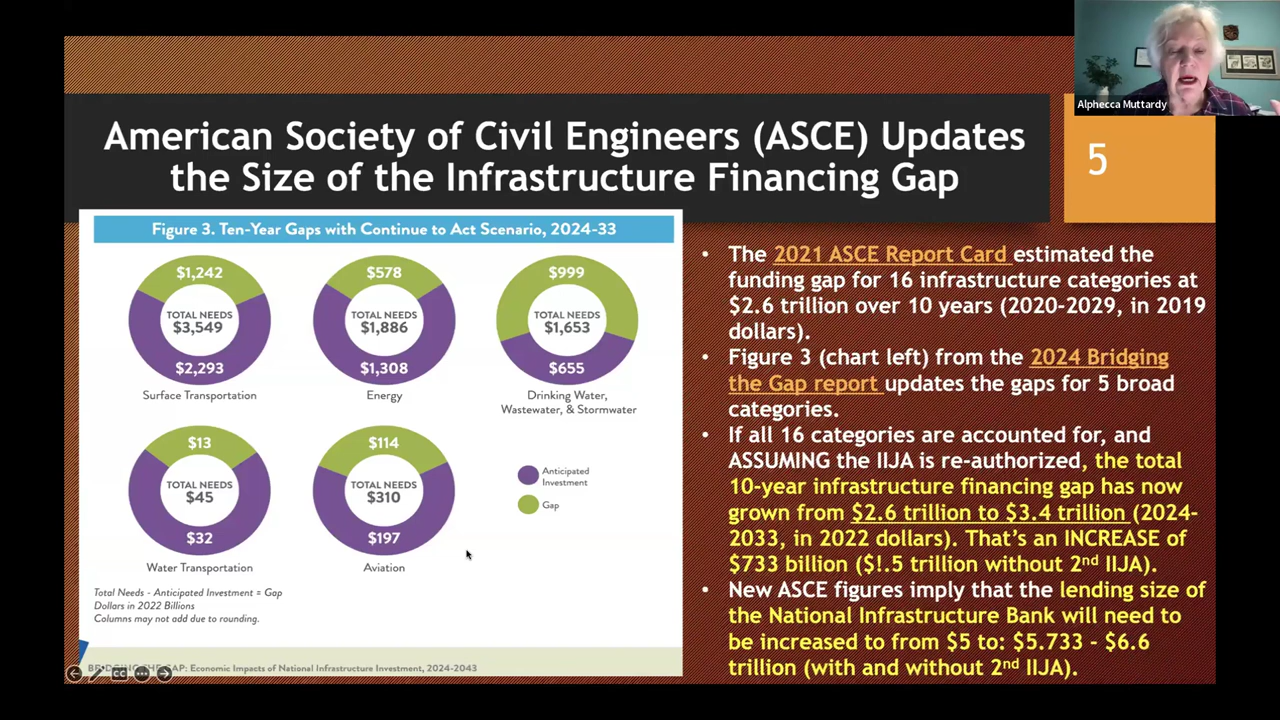 Alphecca Muttardy
American Society of Civil Engineers (ASCE) Updates
the Size of the Infrastructure Financing Gap
5
Figure 3. Ten-Year Gaps with Continue to Act Scenario, 2024-33
$1,242
TOTAL NEEDS
$3,549
$2,293
Surface Transportation
$578
TOTAL NEEDS
$1,886
$1,308
Energy
$999
TOTAL NEEDS
$1,653
$655
Drinking Water,
Wastewater, & Stormwater
$13
TOTAL NEEDS
$45
$32
Water Transportation
$114
TOTAL NEEDS
$310
$197
Aviation
Anticipated
Investment
Gap
Total Needs - Anticipated Investment = Gap
Dollars in 2022 Billions
Columns may not add due to rounding.
BRIDGING THE GAP: Economic Impacts of National Infrastructure Investment, 2024-2043
CC
• The 2021 ASCE Report Card estimated the
funding gap for 16 infrastructure categories at
$2.6 trillion over 10 years (2020-2029, in 2019
dollars).
• Figure 3 (chart left) from the 2024 Bridging
the Gap report updates the gaps for 5 broad
categories.
• If all 16 categories are accounted for, and
ASSUMING the IIJA is re-authorized, the total
10-year infrastructure financing gap has now
grown from $2.6 trillion to $3.4 trillion (2024-
2033, in 2022 dollars). That's an INCREASE of
$733 billion ($!.5 trillion without 2nd IIJA).
• New ASCE figures imply that the lending size of
the National Infrastructure Bank will need to
be increased to from $5 to: $5.733 - $6.6
trillion (with and without 2nd IIJA).